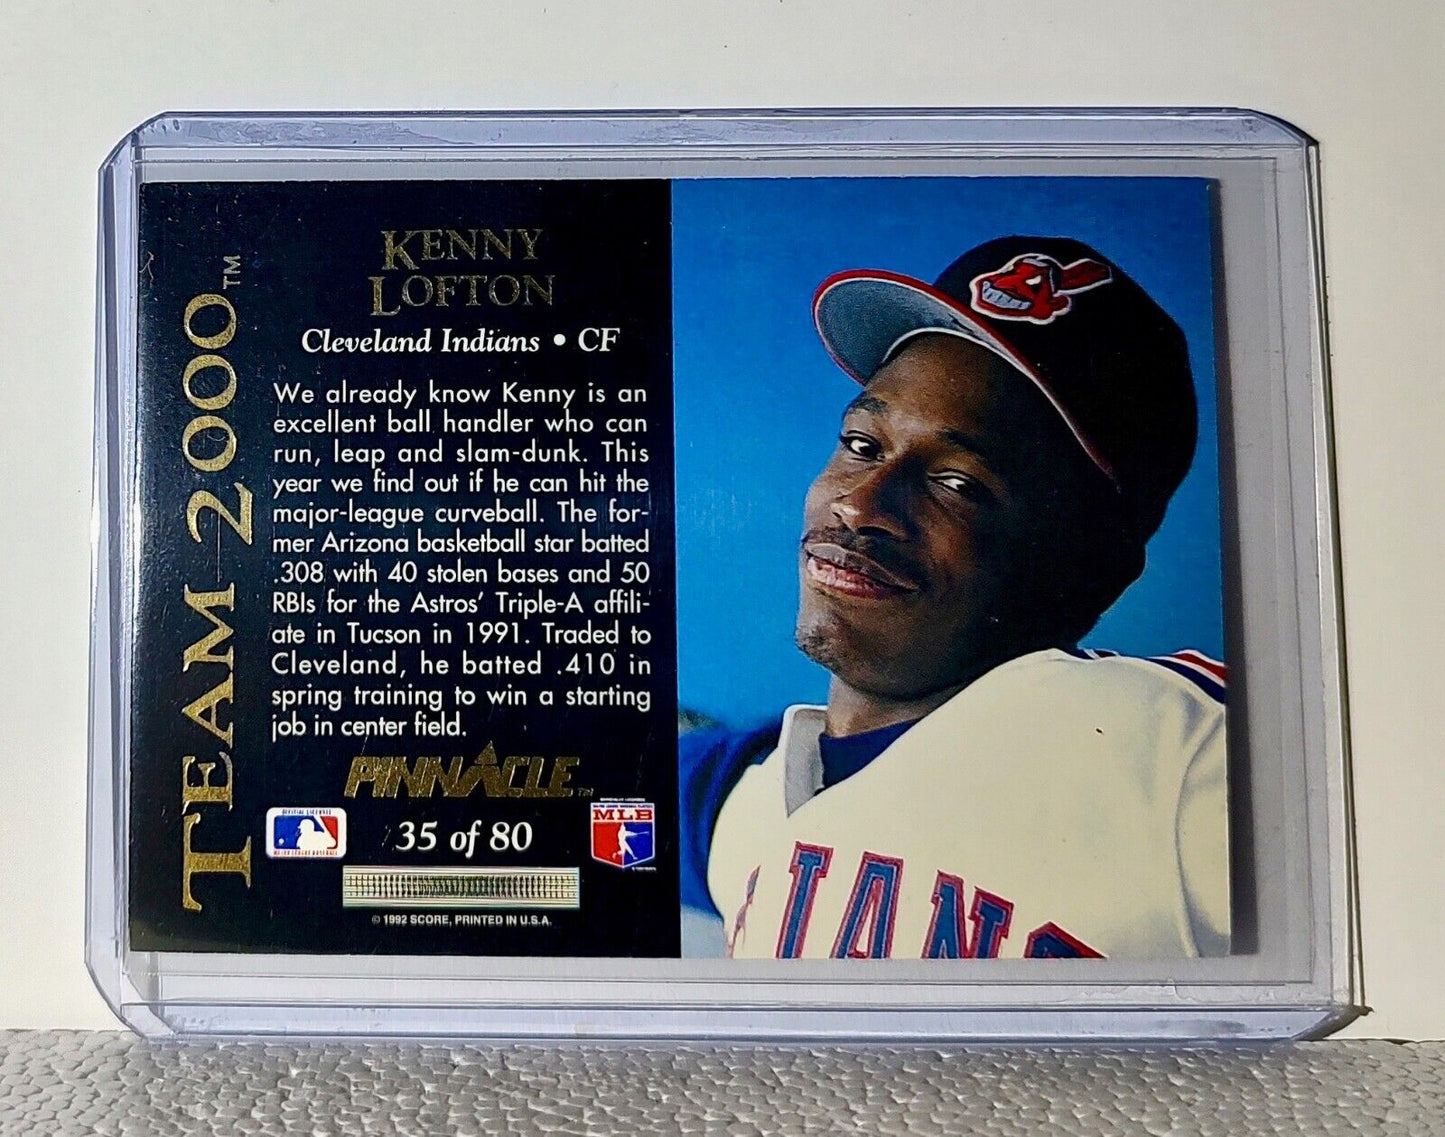 TEAM 2000™
KENNY
LOFTON
Cleveland Indians • CF
We already know Kenny is an
excellent ball handler who can
run, leap and slam-dunk. This
year we find out if he can hit the
major-league curveball. The for-
mer Arizona basketball star batted
.308 with 40 stolen bases and 50
RBIs for the Astros' Triple-A affili-
ate in Tucson in 1991. Traded to
Cleveland, he batted .410 in
spring training to win a starting
job in center field.
PINNACLE™
35 of 80
MLB
© 1992 SCORE, PRINTED IN U.S.A.
IANS